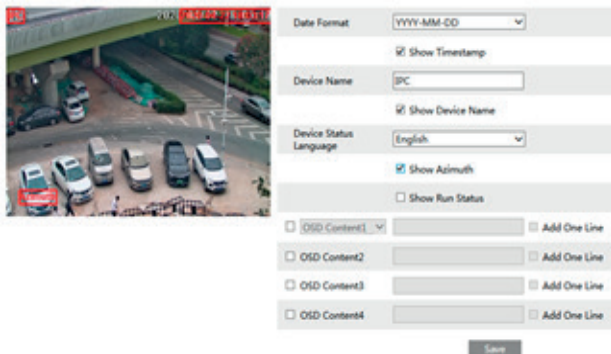 Date Format
YYYY-MM-DD
Show Timestamp
Device Name
IPC
Show Device Name
Device Status Language
English
Show Azimuth
Show Run Status
OSD Content1
Add One Line
OSD Content2
Add One Line
OSD Content3
Add One Line
OSD Content4
Add One Line
Save